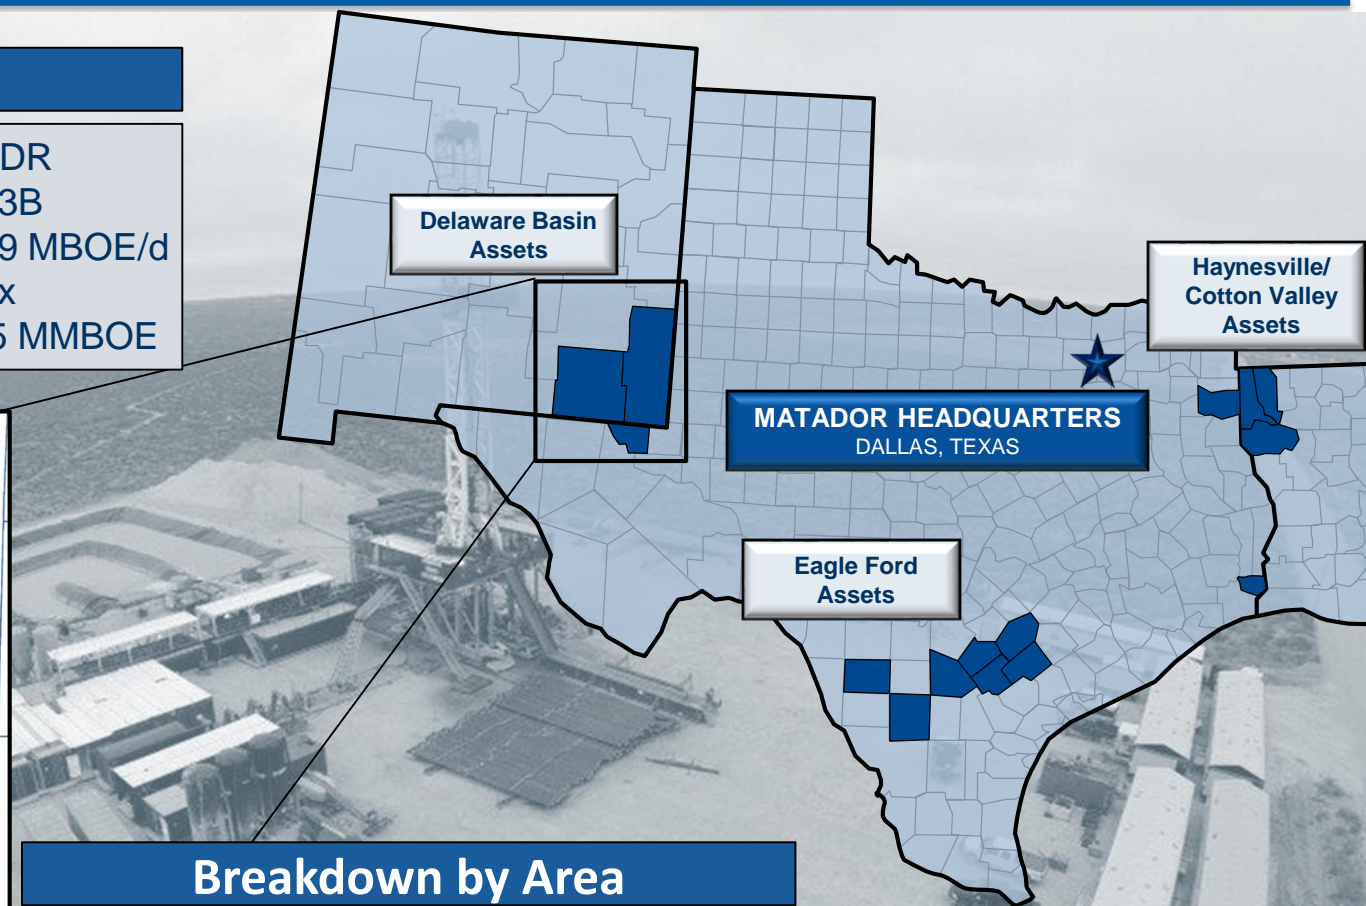 DR
3B
9 MBOE/d
x
5 MMBOE
Delaware Basin
Assets
Haynesville/
Cotton Valley
Assets
MATADOR HEADQUARTERS
DALLAS, TEXAS
Eagle Ford
Assets
Breakdown by Area